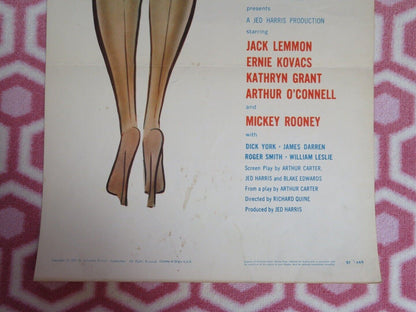 presents
A JED HARRIS PRODUCTION
starring
JACK LEMMON
ERNIE KOVACS
KATHRYN GRANT
ARTHUR O'CONNELL
and
MICKEY ROONEY
with
DICK YORK · JAMES DARREN
ROGER SMITH · WILLIAM LESLIE
Screen Play by ARTHUR CARTER,
JED HARRIS and BLAKE EDWARDS
From a play by ARTHUR CARTER
Directed by RICHARD QUINE
Produced by JED HARRIS